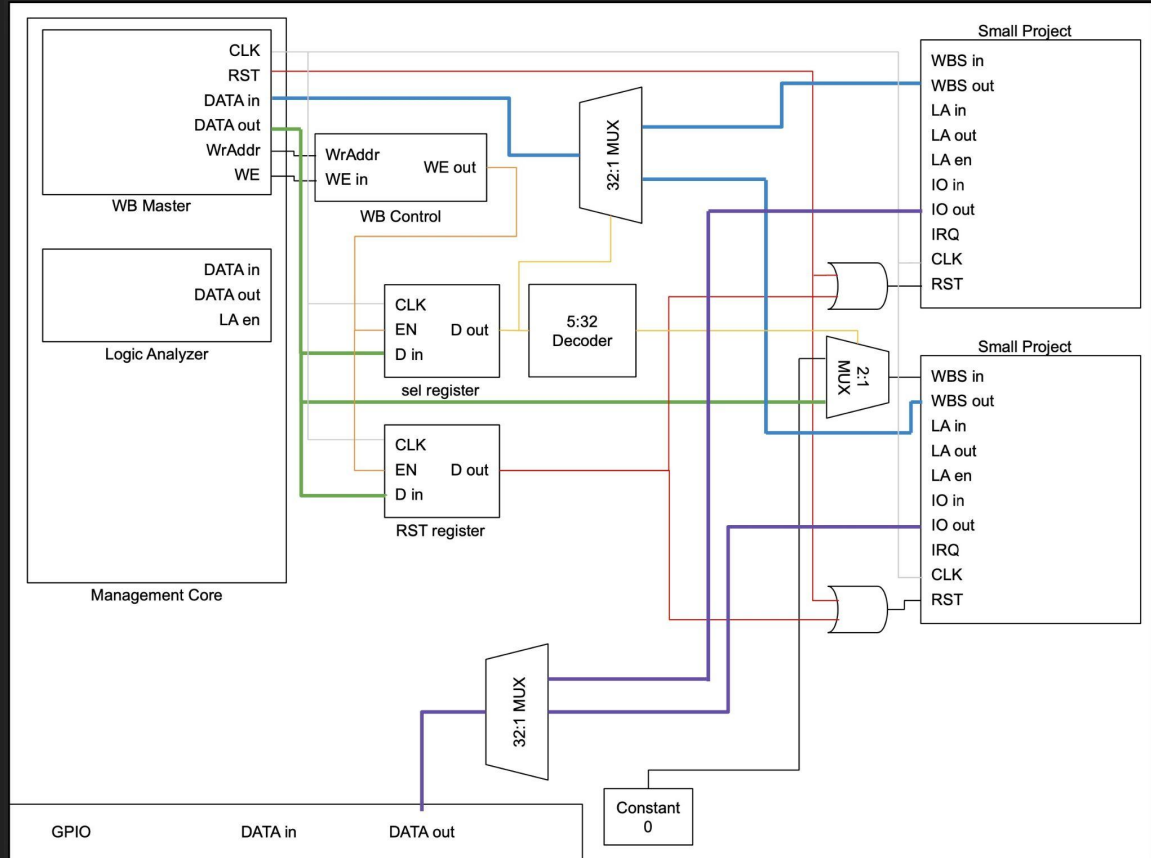 CLK
RST
DATA in
DATA out
WrAddr
WE
WB Master
WrAddr
WE in
WE out
WB Control
DATA in
DATA out
LA en
Logic Analyzer
Management Core
CLK
EN
D in
D out
sel register
CLK
EN
D in
D out
RST register
5:32
Decoder
32:1 MUX
2:1
MUX
32:1 MUX
Small Project
WBS in
WBS out
LA in
LA out
LA en
IO in
IO out
IRQ
CLK
RST
Small Project
WBS in
WBS out
LA in
LA out
LA en
IO in
IO out
IRQ
CLK
RST
Constant
0
GPIO
DATA in
DATA out